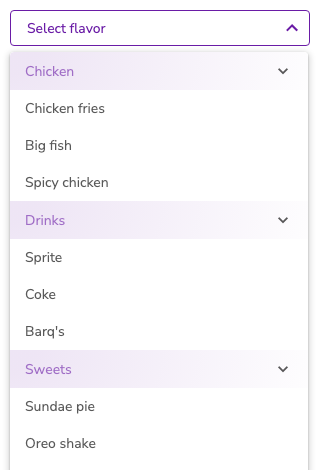 Select flavor
Chicken
Chicken fries
Big fish
Spicy chicken
Drinks
Sprite
Coke
Barq's
Sweets
Sundae pie
Oreo shake